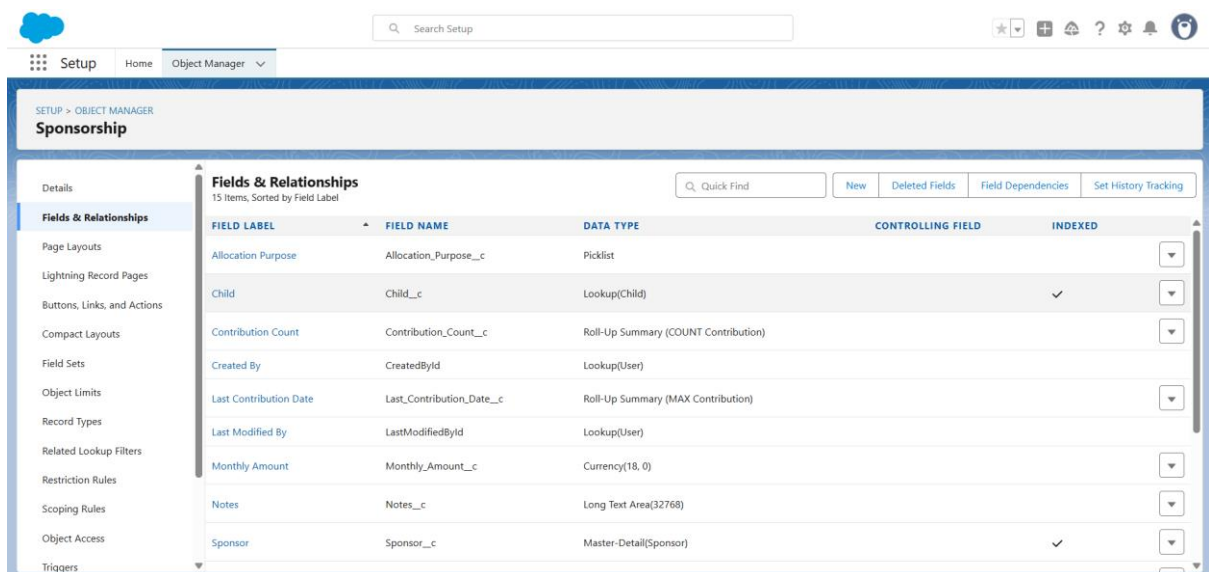 Search Setup
Setup Home Object Manager
SETUP > OBJECT MANAGER
Sponsorship
Details
Fields & Relationships
Page Layouts
Lightning Record Pages
Buttons, Links, and Actions
Compact Layouts
Field Sets
Object Limits
Record Types
Related Lookup Filters
Restriction Rules
Scoping Rules
Object Access
Triggers
Fields & Relationships
15 Items, Sorted by Field Label
Quick Find New Deleted Fields Field Dependencies Set History Tracking
FIELD LABEL FIELD NAME DATA TYPE CONTROLLING FIELD INDEXED
Allocation Purpose Allocation_Purpose__c Picklist
Child Child__c Lookup(Child)
Contribution Count Contribution_Count__c Roll-Up Summary (COUNT Contribution)
Created By CreatedById Lookup(User)
Last Contribution Date Last_Contribution_Date__c Roll-Up Summary (MAX Contribution)
Last Modified By LastModifiedById Lookup(User)
Monthly Amount Monthly_Amount__c Currency(18, 0)
Notes Notes__c Long Text Area(32768)
Sponsor Sponsor__c Master-Detail(Sponsor)